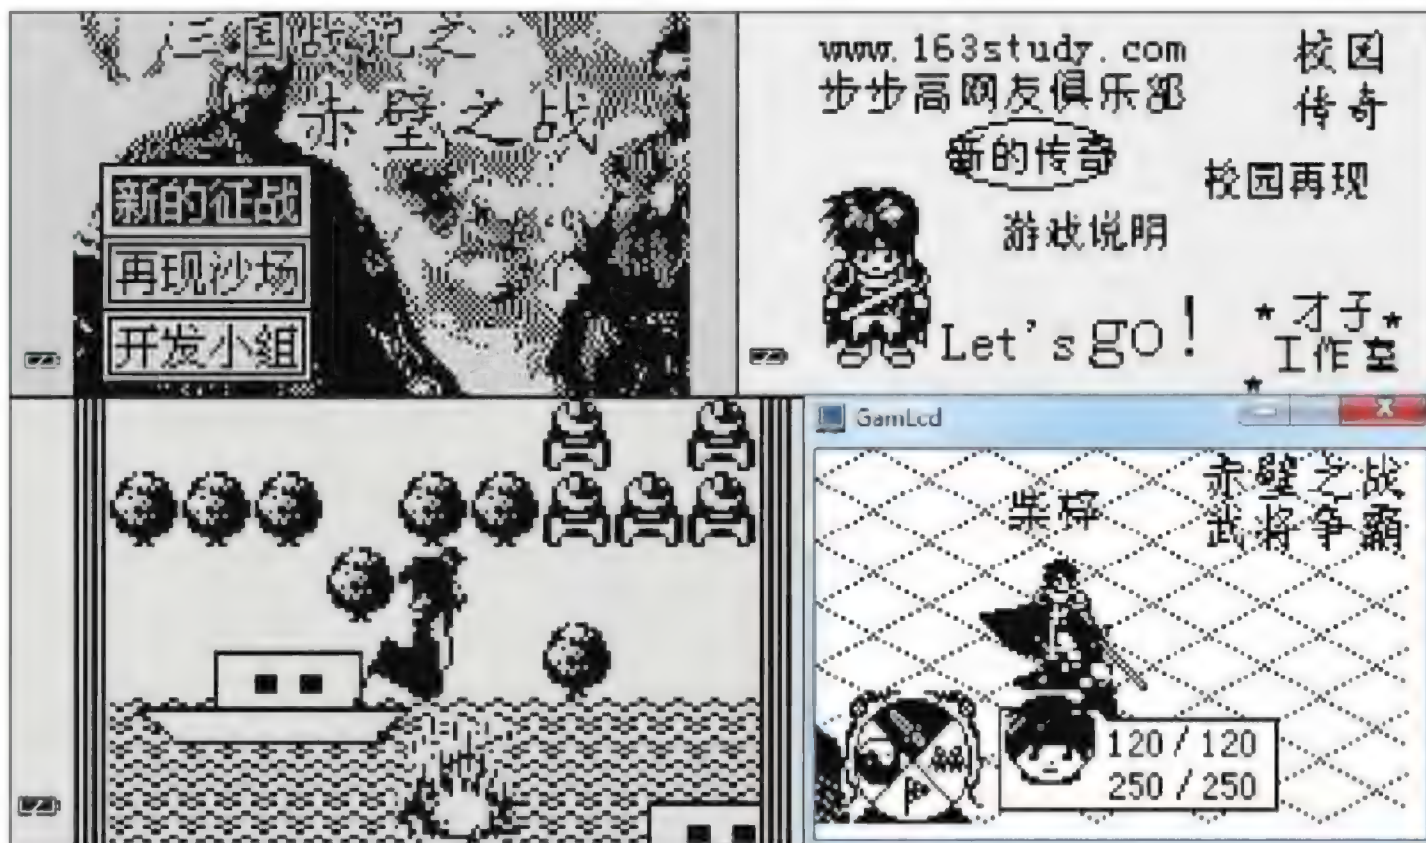 三国战记之
赤壁之战
新的征战
再现沙场
开发小组
www.163study.com
步步高网友俱乐部
校园
传奇
新的传奇
校园再现
游戏说明
Let's go!
*才子*
工作室
*
GamLcd
赤壁之战
武将争霸
柴梓
120/120
250/250